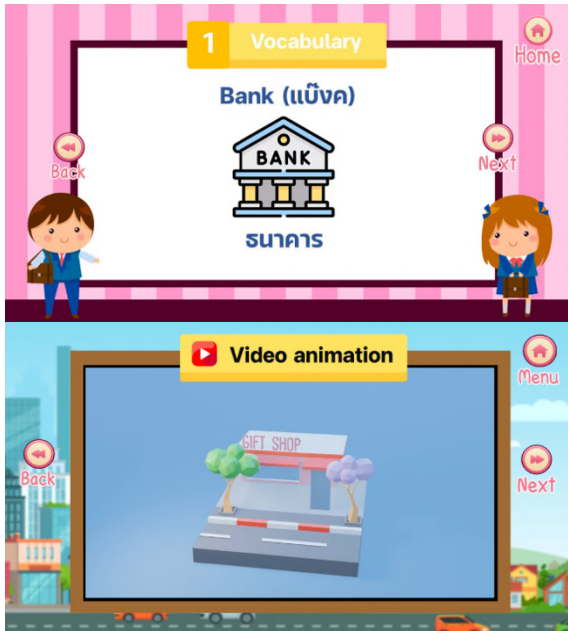 1 Vocabulary
Home
Bank (แบ๊งค)
BANK
Back
Next
ธนาคาร
Video animation
Menu
GIFT SHOP
Back
Next